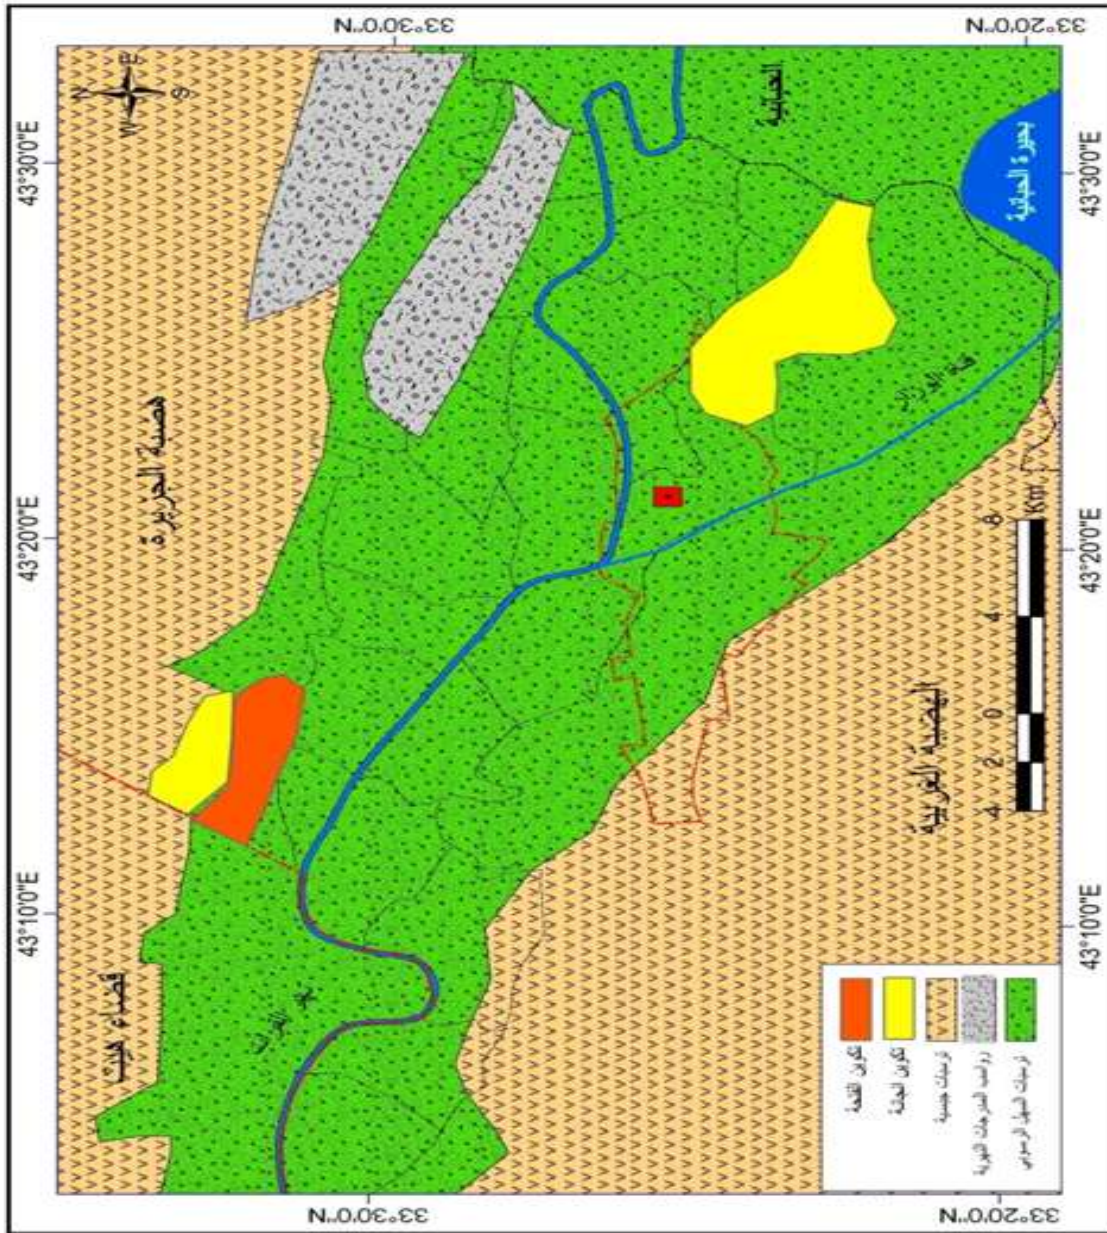 43°10'0"E
43°20'0"E
43°30'0"E
33°30'0"N
33°30'0"N
33°20'0"N
33°20'0"N
N
E
S
W
قضاء هيت
هضبة الجزيرة
نهر الفرات
الحبانية
قناة الورار
بحيرة الحبانية
الهضبة الغربية
4 2 0 4 8
Km
تكوين الفتحة
تكوين انجانة
ترسبات جبسية
رواسب المدرجات النهرية
ترسبات السهل الرسوبي
43°10'0"E
43°20'0"E
43°30'0"E